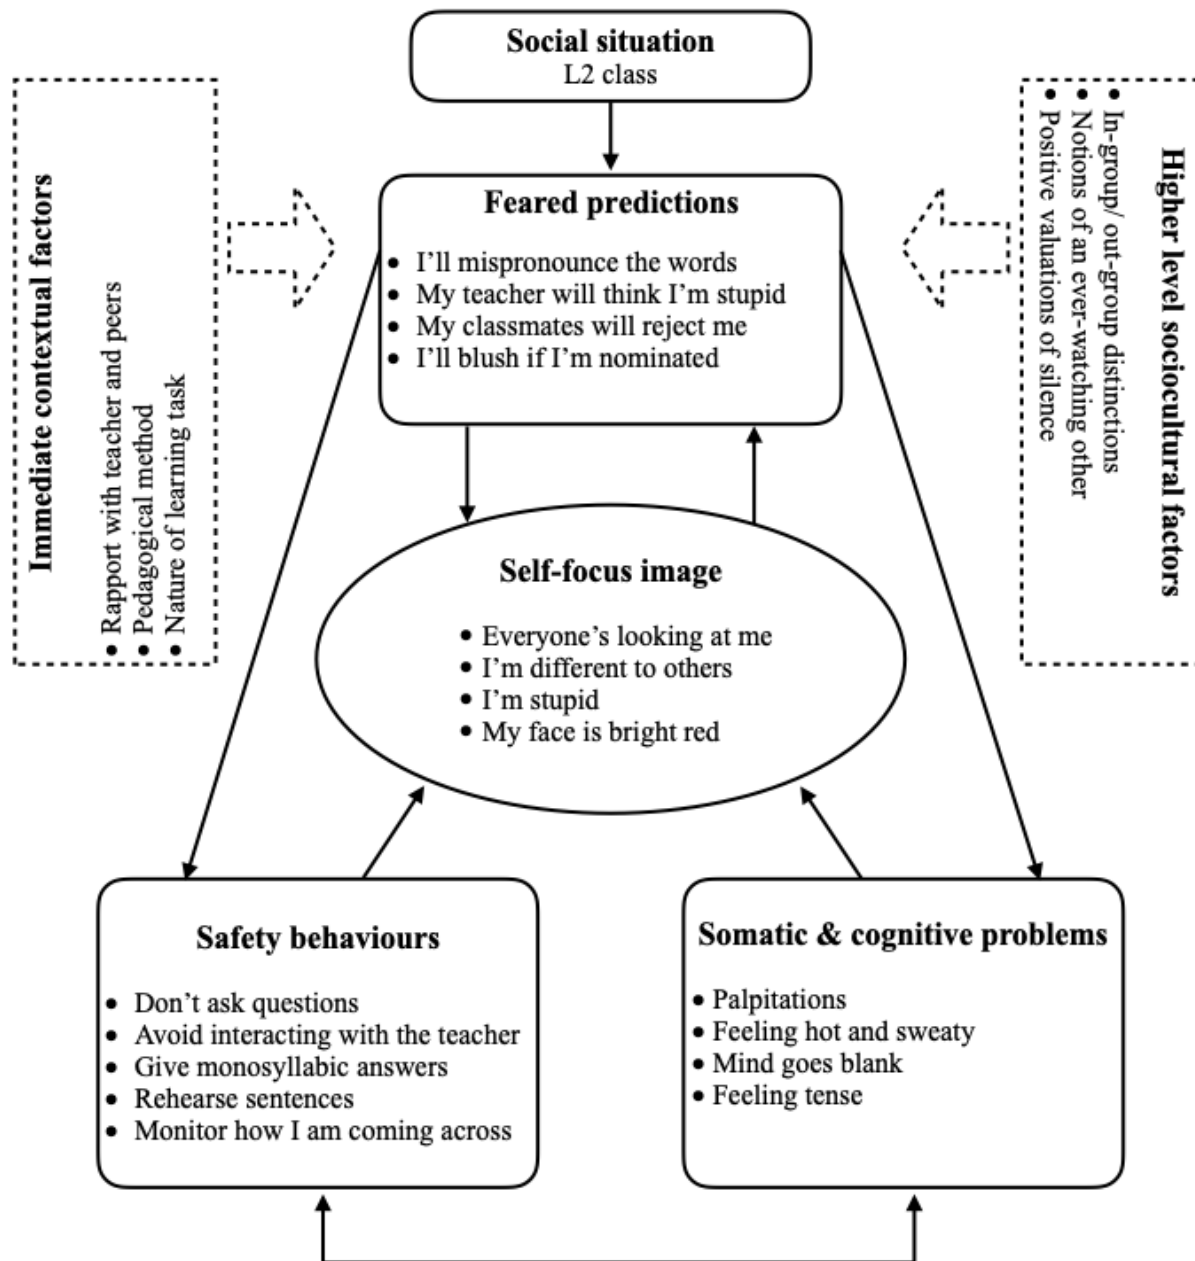 Social situation
L2 class
Immediate contextual factors
• Rapport with teacher and peers
• Pedagogical method
• Nature of learning task
Higher level sociocultural factors
• In-group/ out-group distinctions
• Notions of an ever-watching other
• Positive valuations of silence
Feared predictions
• I’ll mispronounce the words
• My teacher will think I’m stupid
• My classmates will reject me
• I’ll blush if I’m nominated
Self-focus image
• Everyone’s looking at me
• I’m different to others
• I’m stupid
• My face is bright red
Safety behaviours
• Don’t ask questions
• Avoid interacting with the teacher
• Give monosyllabic answers
• Rehearse sentences
• Monitor how I am coming across
Somatic & cognitive problems
• Palpitations
• Feeling hot and sweaty
• Mind goes blank
• Feeling tense